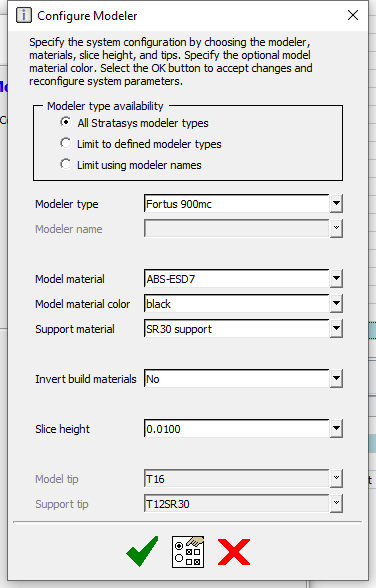 Configure Modeler
Specify the system configuration by choosing the modeler,
materials, slice height, and tips. Specify the optional model
material color. Select the OK button to accept changes and
reconfigure system parameters.
Modeler type availability
All Stratasys modeler types
Limit to defined modeler types
Limit using modeler names
Modeler type Fortus 900mc
Modeler name
Model material ABS-ESD7
Model material color black
Support material SR30 support
Invert build materials No
Slice height 0.0100
Model tip T16
Support tip T12SR30